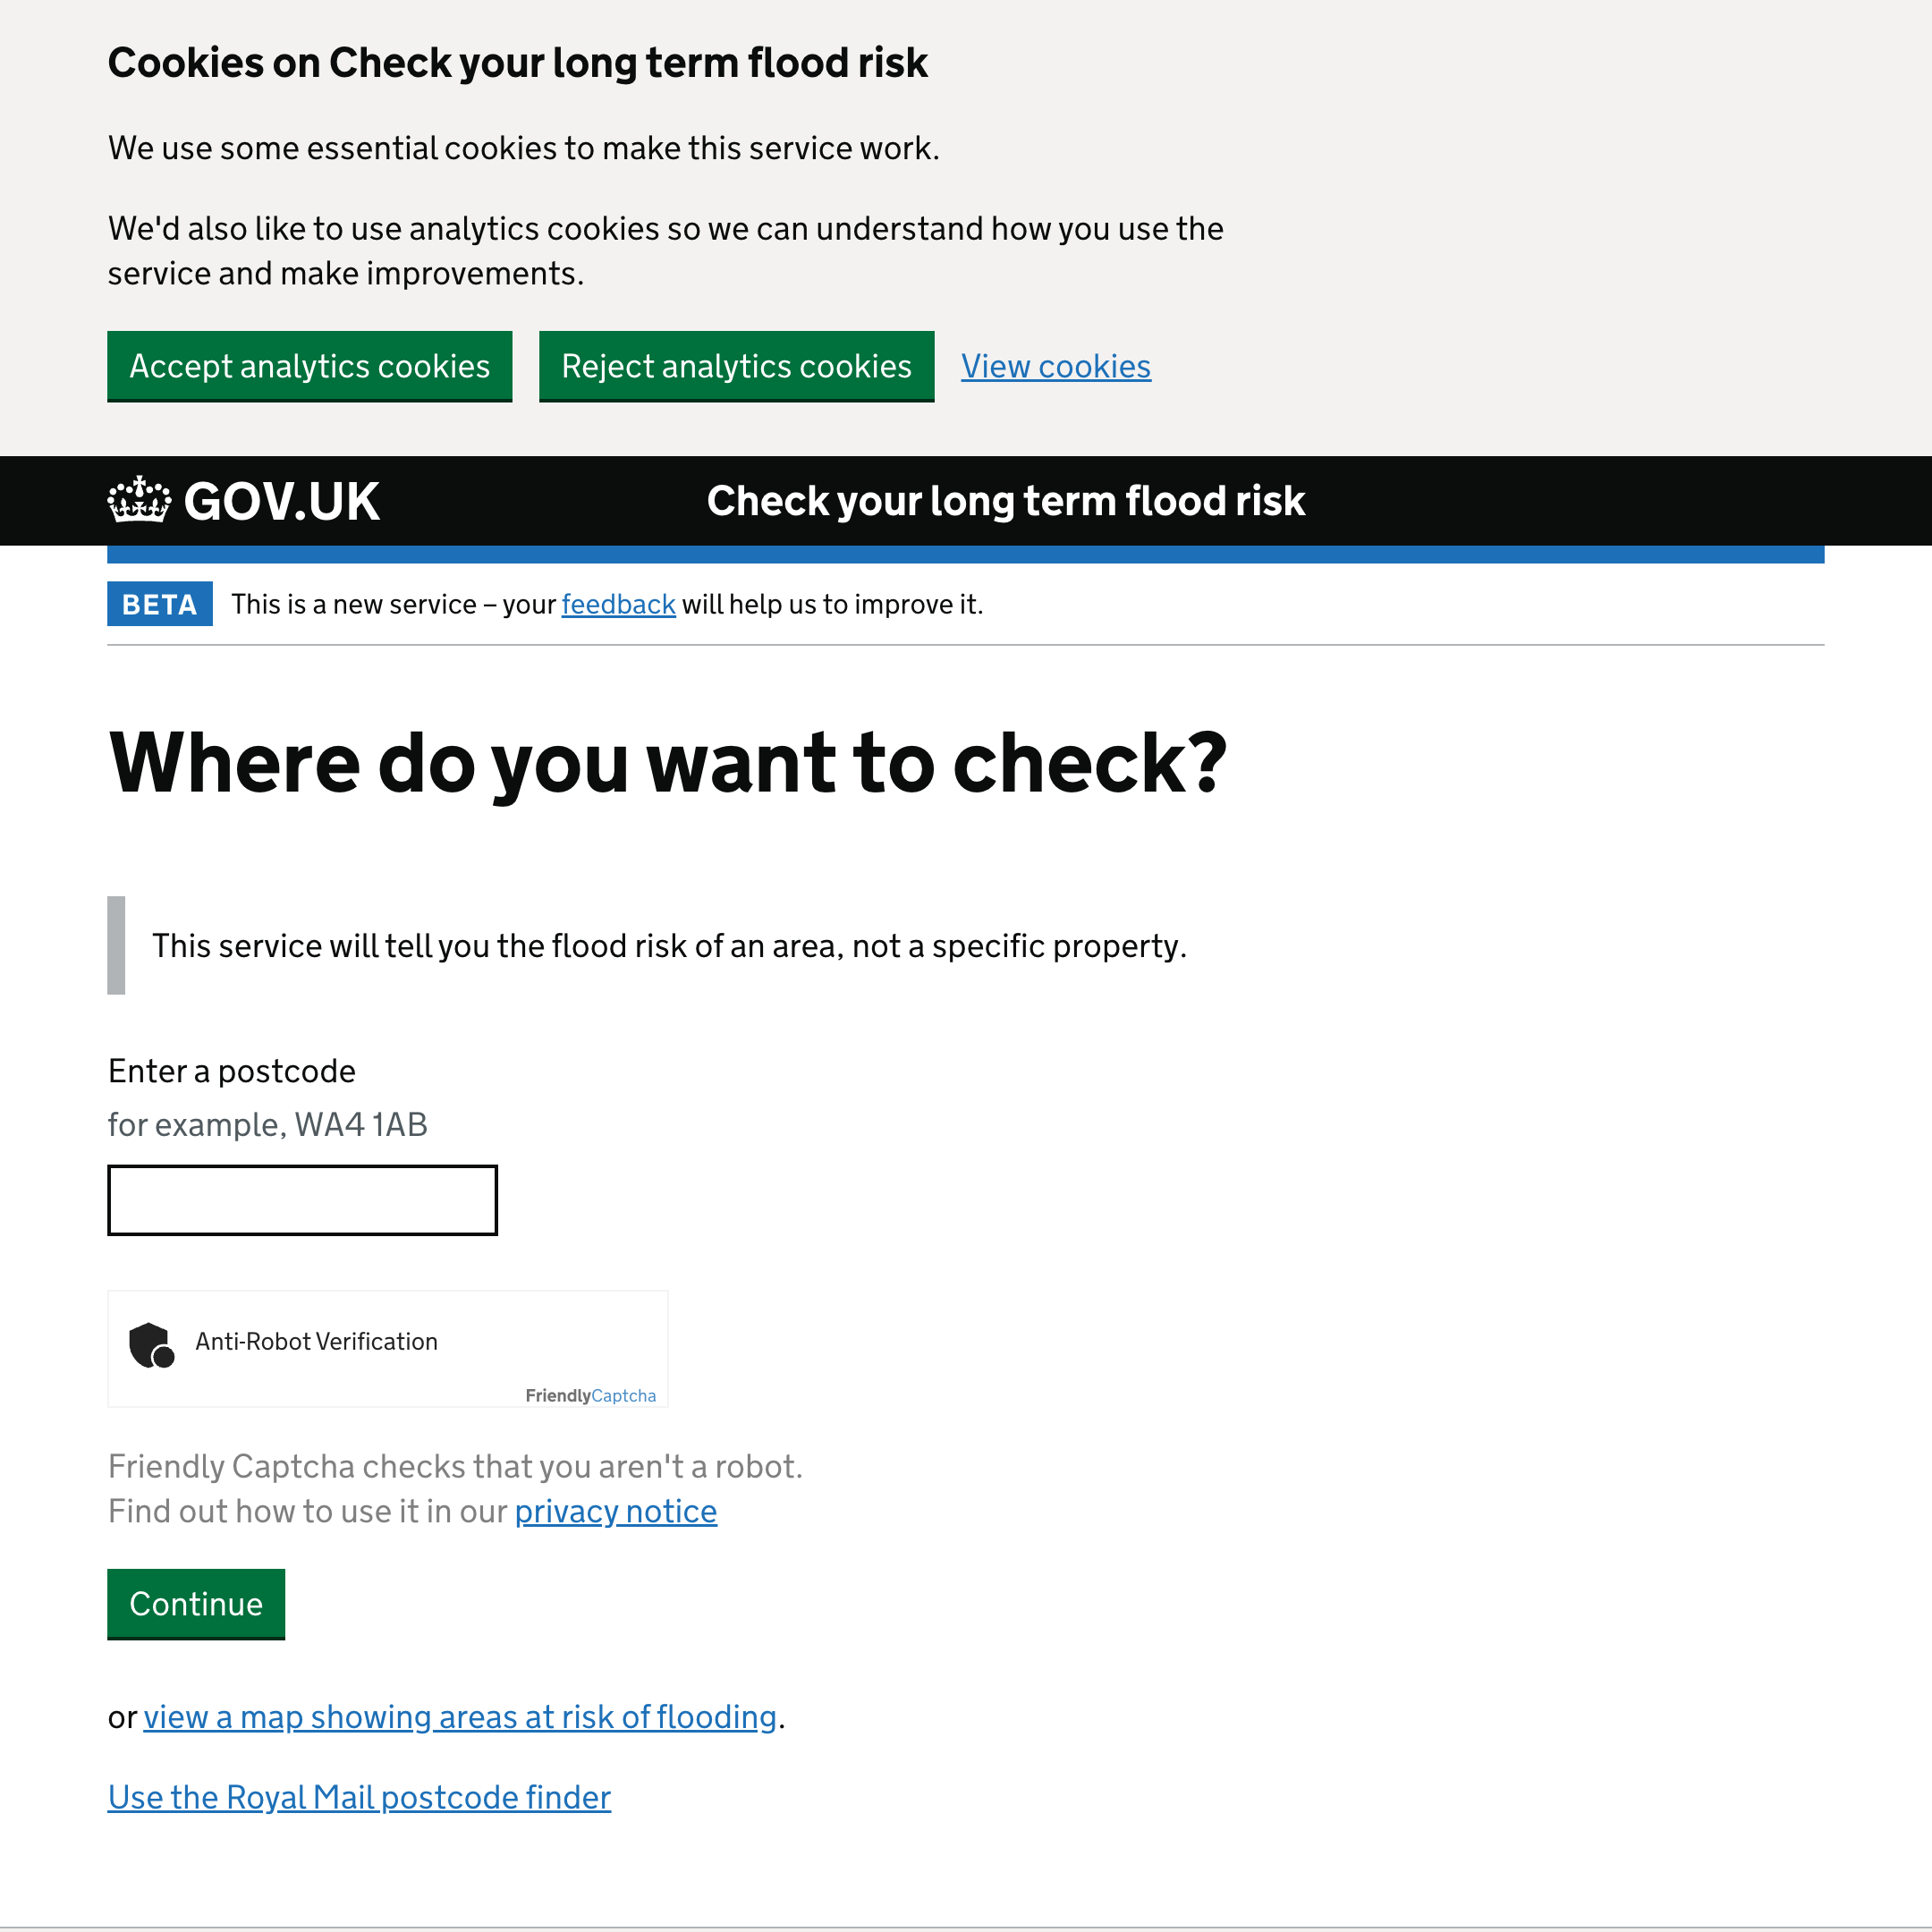 Cookies on Check your long term flood risk
We use some essential cookies to make this service work.
We'd also like to use analytics cookies so we can understand how you use the
service and make improvements.
Accept analytics cookies Reject analytics cookies View cookies
GOV.UK Check your long term flood risk
BETA This is a new service – your feedback will help us to improve it.
Where do you want to check?
This service will tell you the flood risk of an area, not a specific property.
Enter a postcode
for example, WA4 1AB
Anti-Robot Verification
FriendlyCaptcha
Friendly Captcha checks that you aren't a robot.
Find out how to use it in our privacy notice
Continue
or view a map showing areas at risk of flooding.
Use the Royal Mail postcode finder